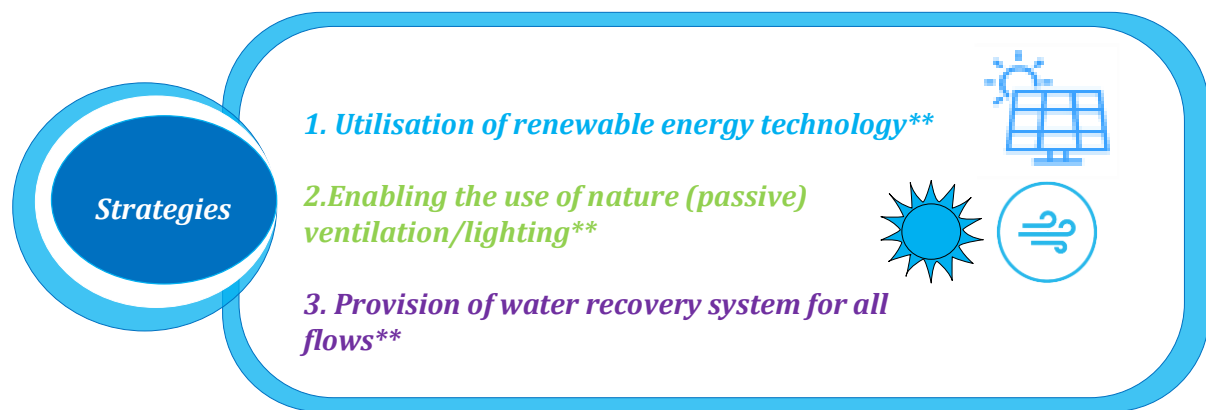 Strategies
1. Utilisation of renewable energy technology**
2.Enabling the use of nature (passive)
ventilation/lighting**
3. Provision of water recovery system for all
flows**